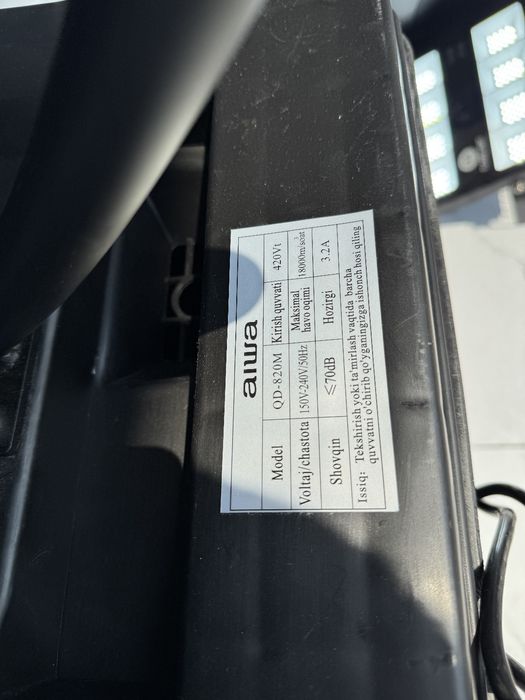 aiwa
Model QD-820M Kirish quvvati 420Vt
Voltaj/chastota 150V-240V/50Hz Maksimal havo oqimi 18000m³/soat
Shovqin ≤70dB Hozirgi 3.2A
Issiq: Tekshirish yoki ta'mirlash vaqtida barcha
quvvatni o'chirib qo'yganingizga ishonch hosil qiling